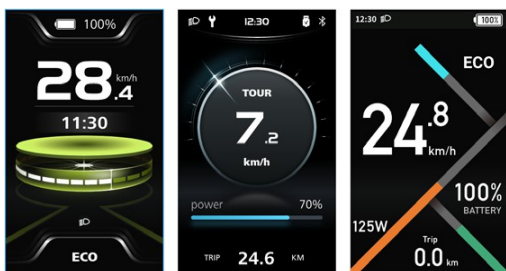 100%
28.4 km/h
11:30
ECO
12:30
TOUR
7.2
km/h
power 70%
TRIP 24.6 KM
12:30 100%
ECO
24.8 km/h
100%
BATTERY
125W
Trip
0.0 km